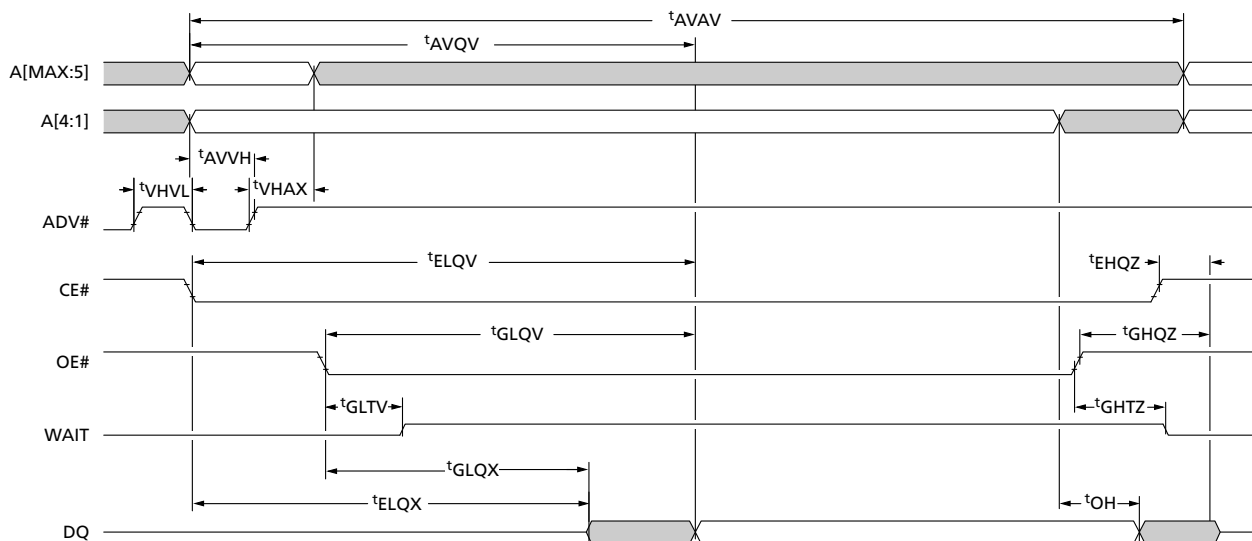 tAVAV
tAVQV
A[MAX:5]
A[4:1]
tAVVH
tVHVL
tVHAX
ADV#
tELQV
tEHQZ
CE#
tGLQV
tGHQZ
OE#
tGLTV
tGHTZ
WAIT
tGLQX
tELQX
tOH
DQ